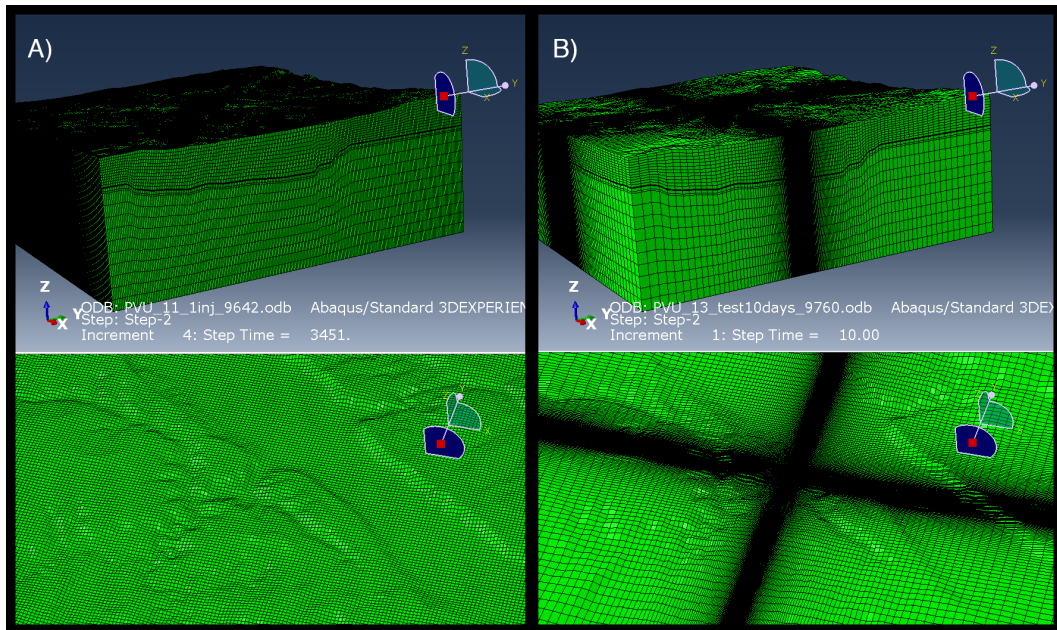 A)
Z
Y
X
Z
Y
X
ODB: PVU_11_1inj_9642.odb Abaqus/Standard 3DEXPERIEN
Step: Step-2
Increment 4: Step Time = 3451.
B)
Z
Y
X
Z
Y
X
ODB: PVU_13_test10days_9760.odb Abaqus/Standard 3DEX
Step: Step-2
Increment 1: Step Time = 10.00
Y
X
Y
X